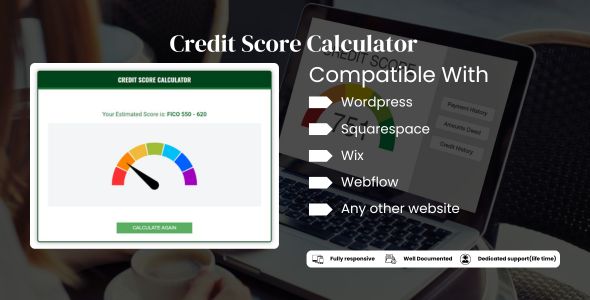 Credit Score Calculator
CREDIT SCORE CALCULATOR
Your Estimated Score is: FICO 550 - 620
CALCULATE AGAIN
Compatible With
Wordpress
Squarespace
Wix
Webflow
Any other website
CREDIT SCORE
751
Payment History
Amounts Owed
Credit History
Fully responsive
Well Documented
Dedicated support(life time)